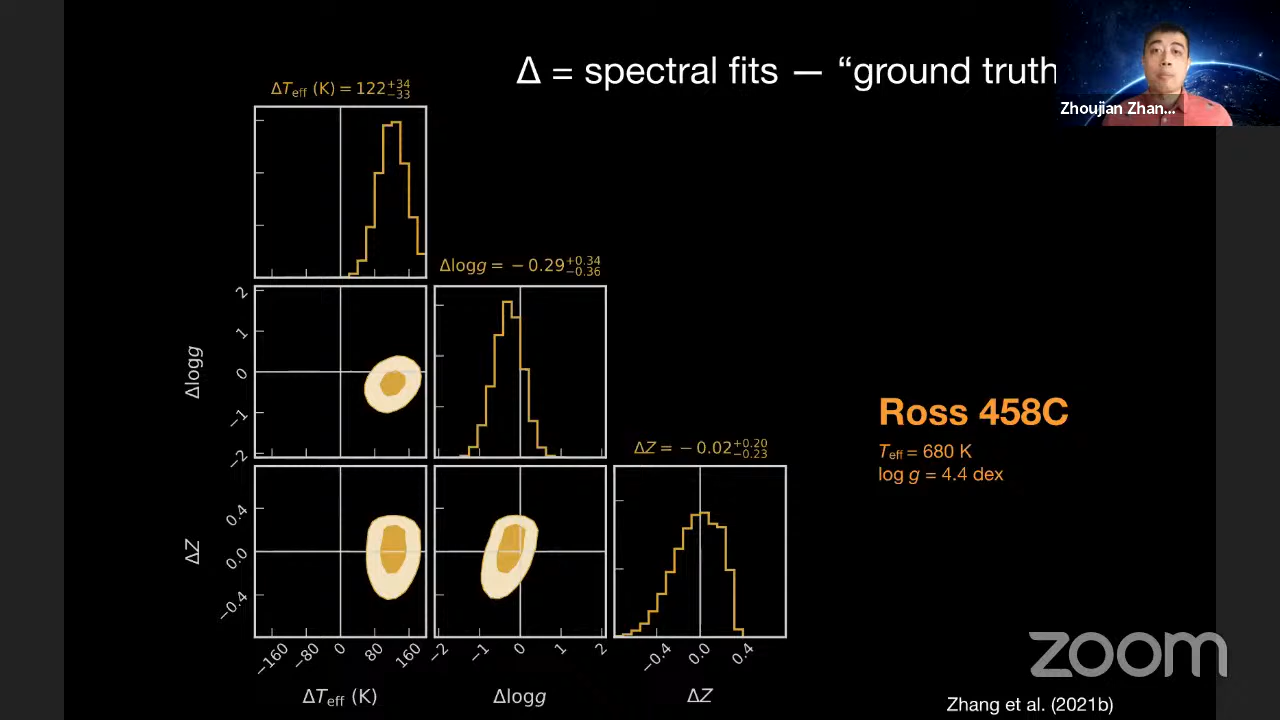 Δ = spectral fits — “ground truth
Zhoujian Zhan...
ΔTeff (K) = 122+34−33
Δlogg = −0.29+0.34−0.36
ΔZ = −0.02+0.20−0.23
Δlogg
2
1
0
−1
−2
ΔZ
0.4
0.0
−0.4
−160 −80 0 80 160
−2 −1 0 1 2
−0.4 0.0 0.4
ΔTeff (K)
Δlogg
ΔZ
Ross 458C
Teff = 680 K
log g = 4.4 dex
zoom
Zhang et al. (2021b)